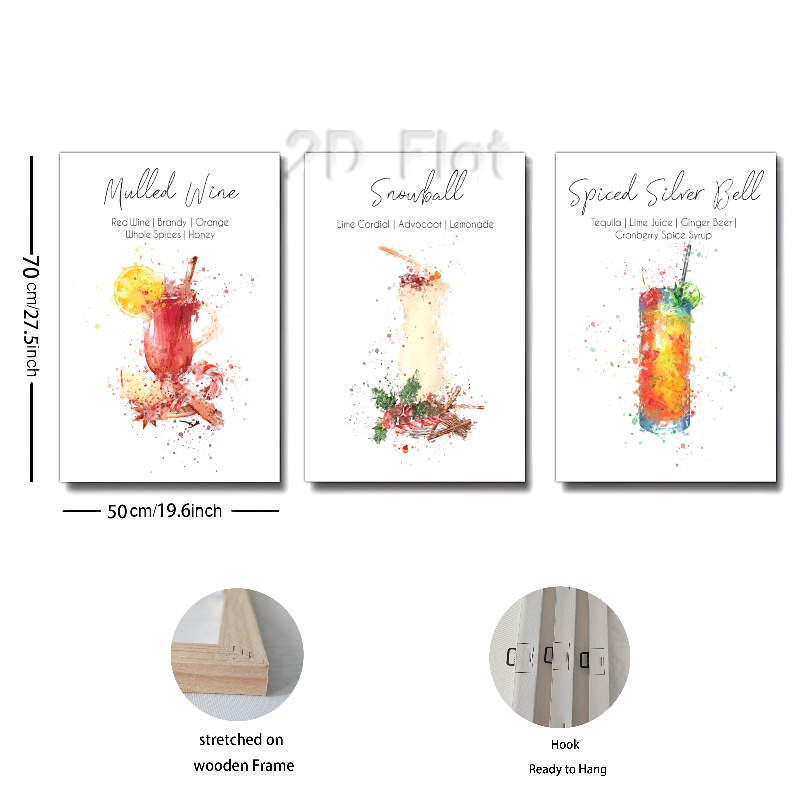 2D Flat
Mulled Wine
Red Wine | Brandy | Orange
Whole Spices | Honey
Snowball
Lime Cordial | Advocaat | Lemonade
Spiced Silver Bell
Tequila | Lime Juice | Ginger Beer |
Cranberry Spice Syrup
70 cm/27.5inch
50cm/19.6inch
stretched on
wooden Frame
Hook
Ready to Hang